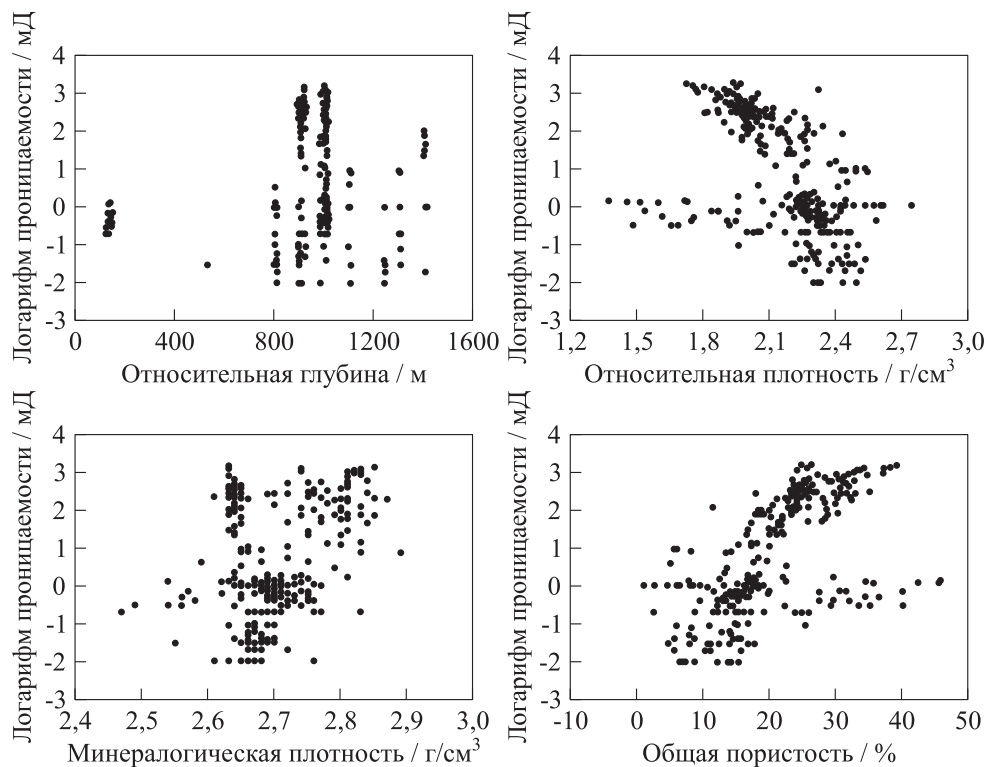 Логарифм проницаемости / мД
4
3
2
1
0
-1
-2
-3
0 400 800 1200 1600
Относительная глубина / м
Логарифм проницаемости / мД
4
3
2
1
0
-1
-2
-3
1,2 1,5 1,8 2,1 2,4 2,7 3,0
Относительная плотность / г/см³
Логарифм проницаемости / мД
4
3
2
1
0
-1
-2
-3
2,4 2,5 2,6 2,7 2,8 2,9 3,0
Минералогическая плотность / г/см³
Логарифм проницаемости / мД
4
3
2
1
0
-1
-2
-3
-10 0 10 20 30 40 50
Общая пористость / %